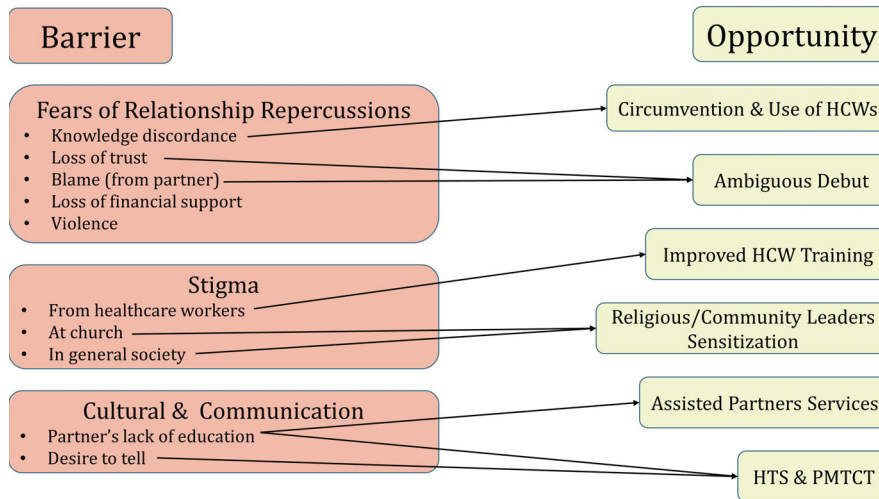 Barrier
Opportunity
Fears of Relationship Repercussions
• Knowledge discordance
• Loss of trust
• Blame (from partner)
• Loss of financial support
• Violence
Stigma
• From healthcare workers
• At church
• In general society
Cultural & Communication
• Partner's lack of education
• Desire to tell
Circumvention & Use of HCWs
Ambiguous Debut
Improved HCW Training
Religious/Community Leaders
Sensitization
Assisted Partners Services
HTS & PMTCT